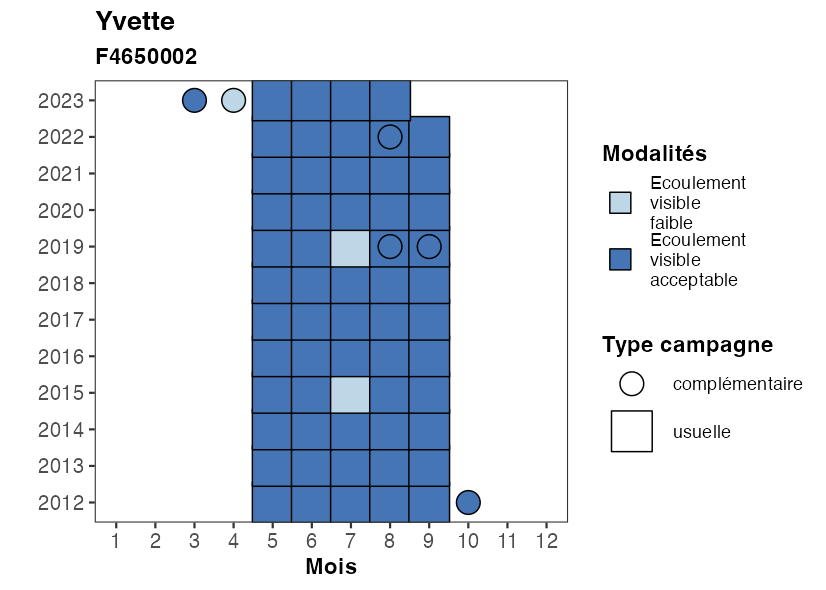 Yvette
F4650002
2023
2022
2021
2020
2019
2018
2017
2016
2015
2014
2013
2012
1 2 3 4 5 6 7 8 9 10 11 12
Mois
Modalités
Ecoulement
visible
faible
Ecoulement
visible
acceptable
Type campagne
complémentaire
usuelle